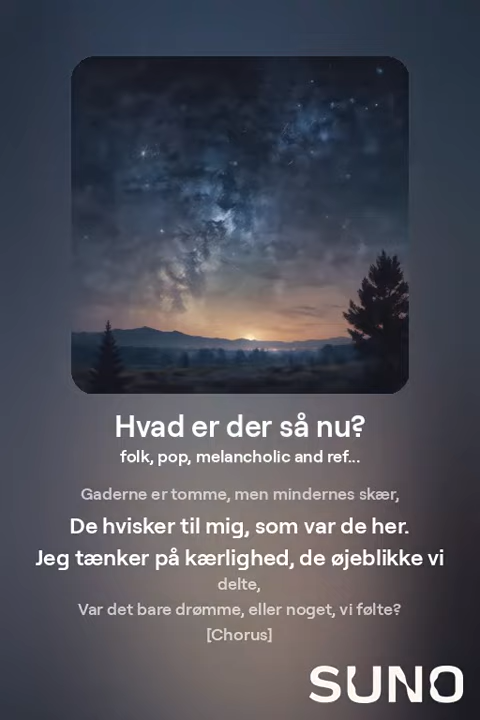 Hvad er der så nu?
folk, pop, melancholic and ref...
Gaderne er tomme, men mindernes skær,
De hvisker til mig, som var de her.
Jeg tænker på kærlighed, de øjeblikke vi
delte,
Var det bare drømme, eller noget, vi følte?
[Chorus]
SUNO